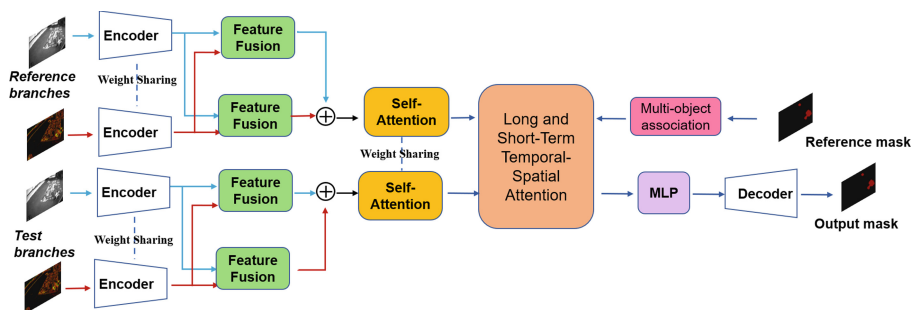 Encoder
Feature
Fusion
Reference
branches
Weight Sharing
Encoder
Feature
Fusion
Self-
Attention
Long and
Short-Term
Temporal-
Spatial
Attention
Multi-object
association
Reference mask
Weight Sharing
Encoder
Feature
Fusion
Self-
Attention
MLP
Decoder
Output mask
Test
branches
Weight Sharing
Encoder
Feature
Fusion